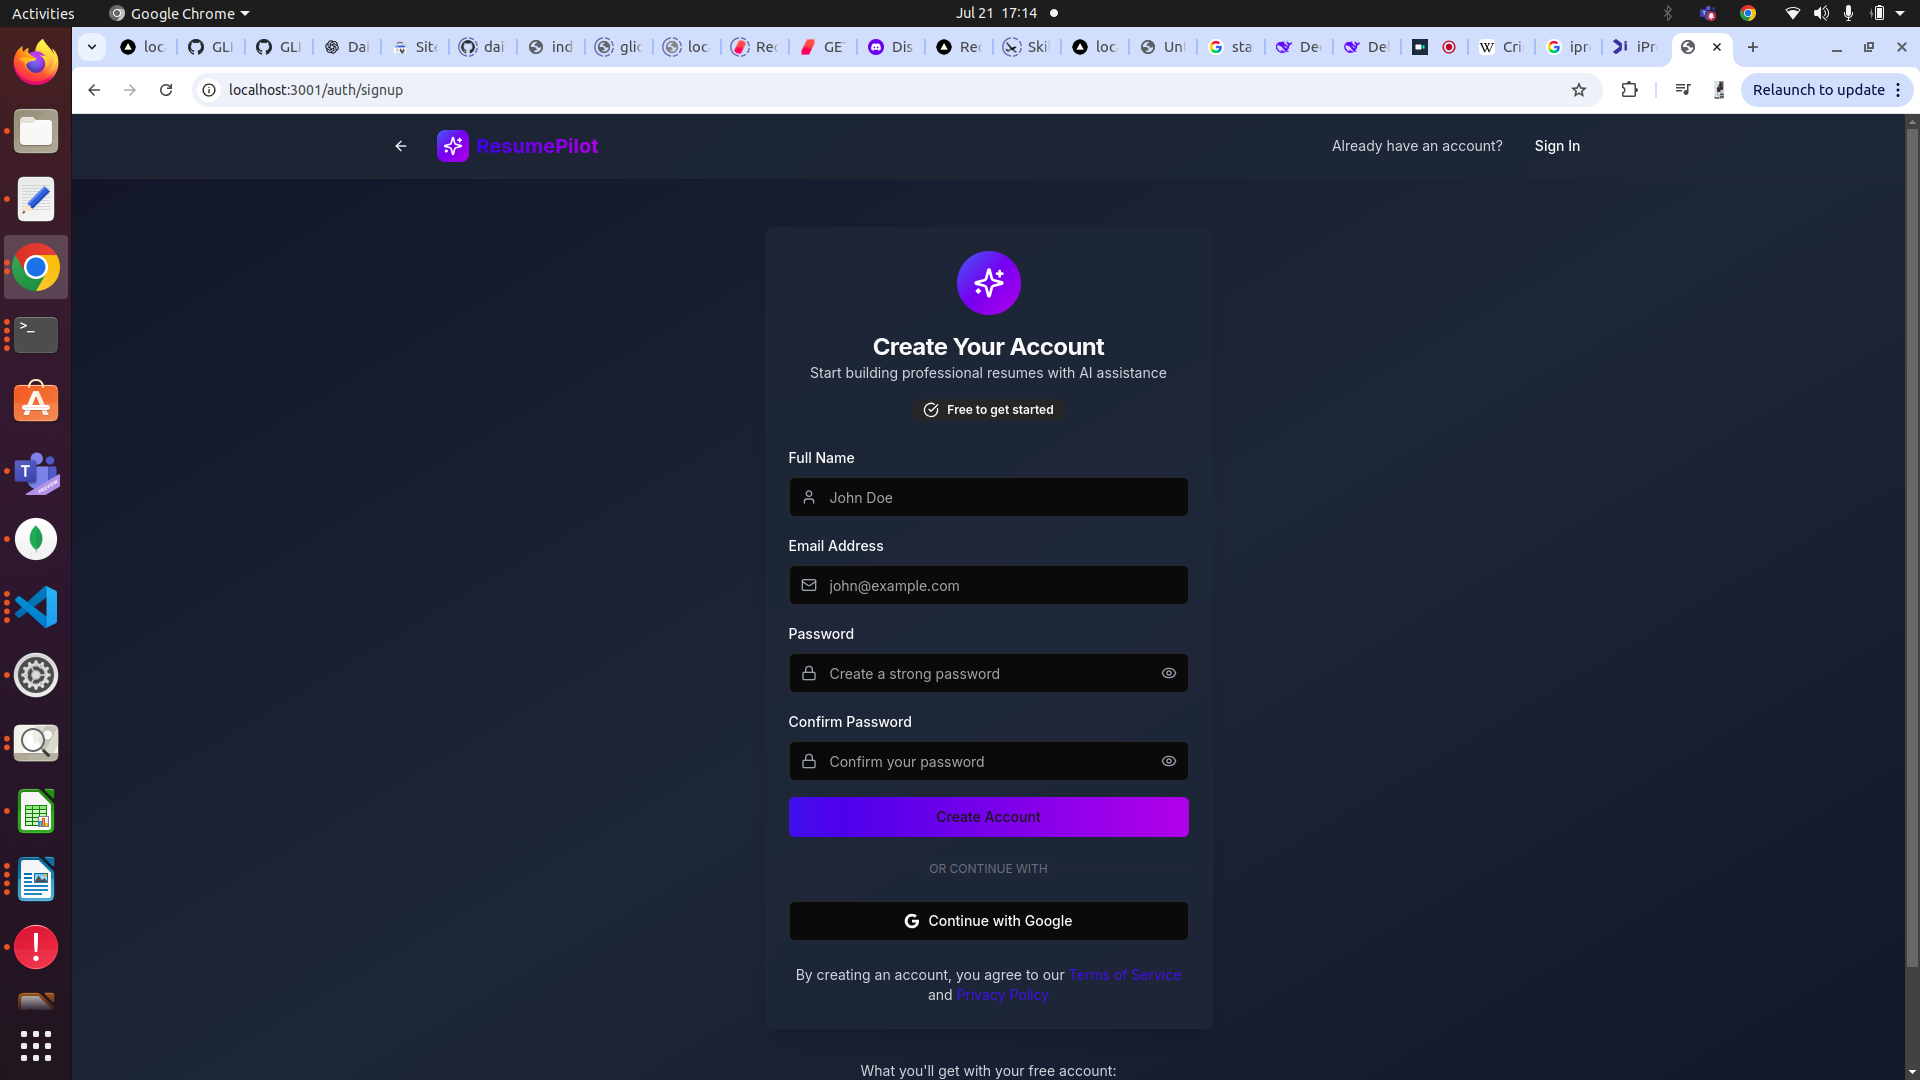 Activities
Google Chrome
Jul 21 17:14
loc
GLI
GLI
Dai
Site
dai
ind
glic
loc
Rec
GE
Dis
Rec
Skil
loc
Un
sta
Dee
Del
Cri
ipr
iPr
localhost:3001/auth/signup
Relaunch to update
ResumePilot
Already have an account?
Sign In
Create Your Account
Start building professional resumes with AI assistance
Free to get started
Full Name
John Doe
Email Address
john@example.com
Password
Create a strong password
Confirm Password
Confirm your password
Create Account
OR CONTINUE WITH
G Continue with Google
By creating an account, you agree to our Terms of Service
and Privacy Policy
What you'll get with your free account: